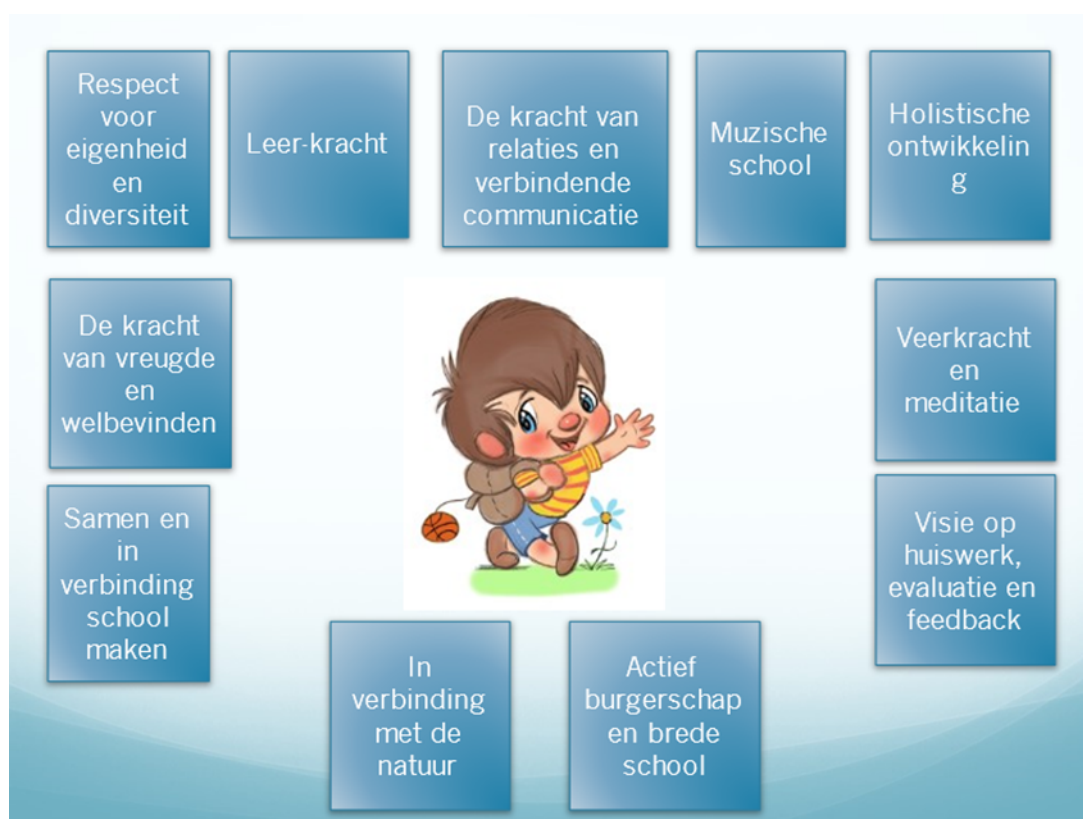 Respect
voor
eigenheid
en
diversiteit
Leer-kracht
De kracht van
relaties en
verbindende
communicatie
Muzische
school
Holistische
ontwikkelin
g
De kracht
van vreugde
en
welbevinden
Veerkracht
en
meditatie
Samen en
in
verbinding
school
maken
Visie op
huiswerk,
evaluatie en
feedback
In
verbinding
met de
natuur
Actief
burgerschap
en brede
school